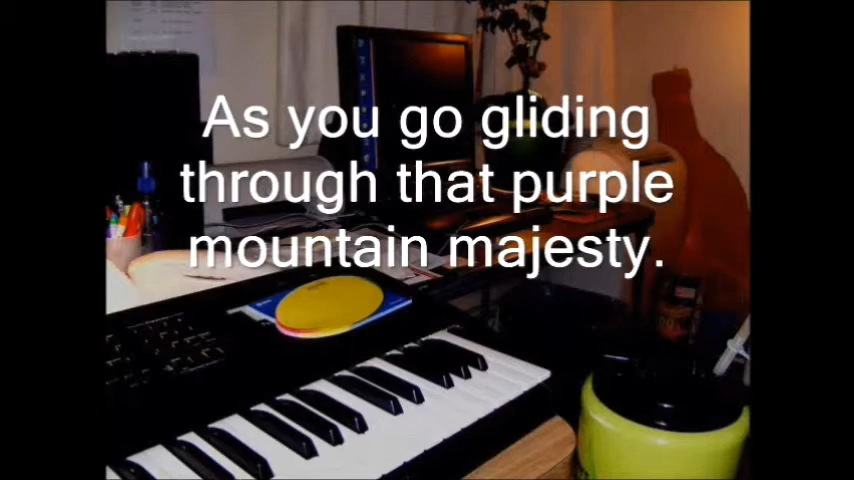 As you go gliding
through that purple
mountain majesty.